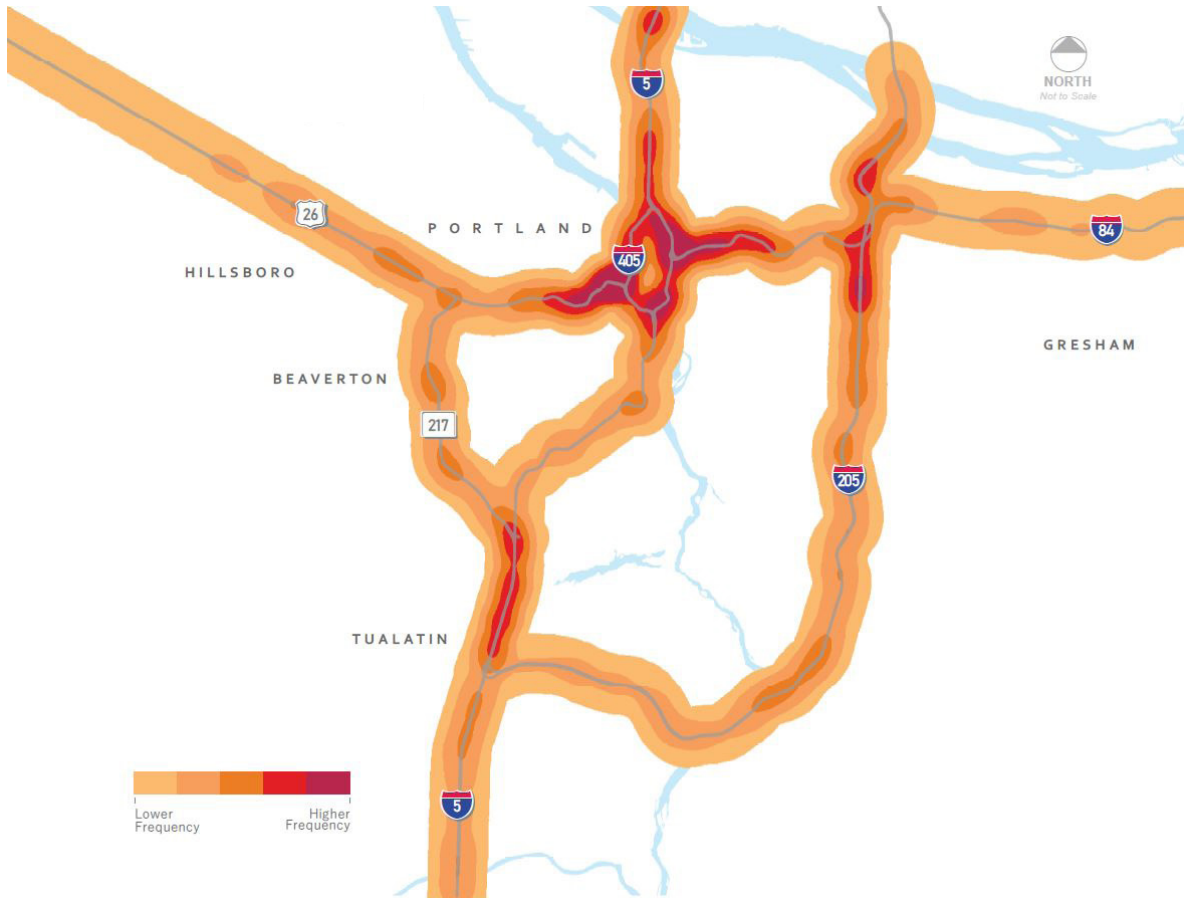 5
NORTH
Not to Scale
26
PORTLAND
84
405
HILLSBORO
GRESHAM
BEAVERTON
217
205
TUALATIN
Lower
Frequency
Higher
Frequency
5